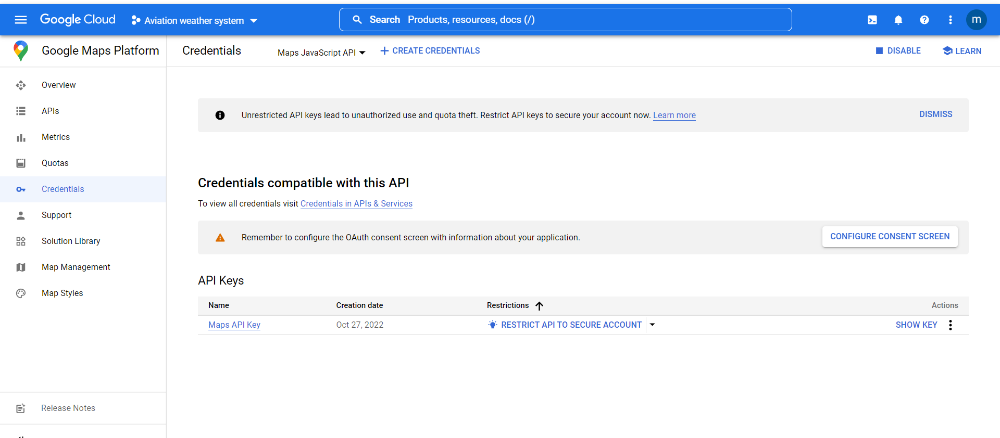 Google Cloud
Aviation weather system
Search Products, resources, docs (/)
m
Google Maps Platform
Credentials
Maps JavaScript API
CREATE CREDENTIALS
DISABLE
LEARN
Overview
APIs
Metrics
Quotas
Credentials
Support
Solution Library
Map Management
Map Styles
Release Notes
Unrestricted API keys lead to unauthorized use and quota theft. Restrict API keys to secure your account now. Learn more
DISMISS
Credentials compatible with this API
To view all credentials visit Credentials in APIs & Services
Remember to configure the OAuth consent screen with information about your application.
CONFIGURE CONSENT SCREEN
API Keys
Name Creation date Restrictions Actions
Maps API Key Oct 27, 2022 RESTRICT API TO SECURE ACCOUNT SHOW KEY